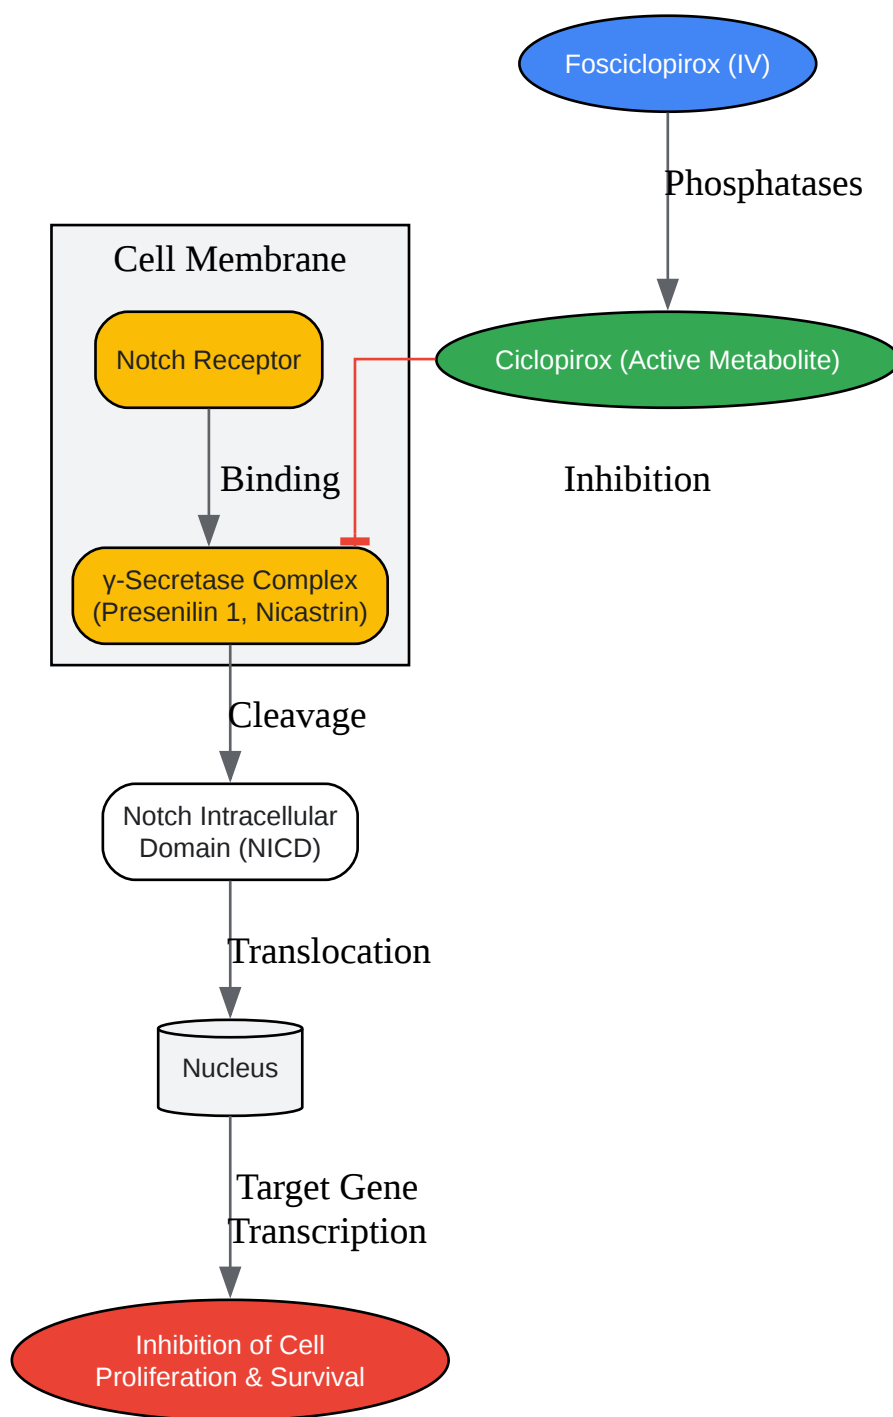 Fosciclopirox (IV)
Phosphatases
Cell Membrane
Notch Receptor
Ciclopirox (Active Metabolite)
Binding
Inhibition
γ-Secretase Complex
(Presenilin 1, Nicastrin)
Cleavage
Notch Intracellular
Domain (NICD)
Translocation
Nucleus
Target Gene
Transcription
Inhibition of Cell
Proliferation & Survival